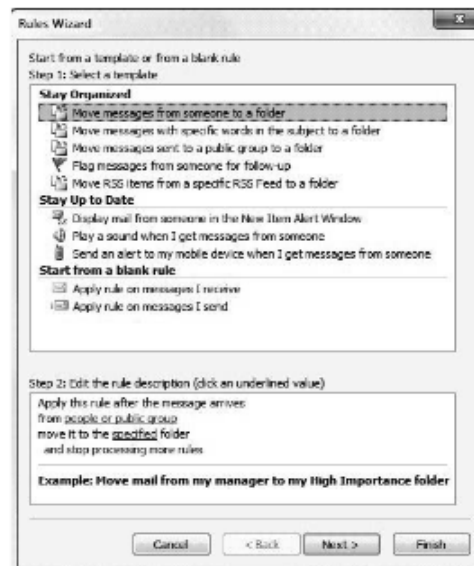 Rules Wizard
Start from a template or from a blank rule
Step 1: Select a template
Stay Organized
Move messages from someone to a folder
Move messages with specific words in the subject to a folder
Move messages sent to a public group to a folder
Flag messages from someone for follow-up
Move RSS items from a specific RSS Feed to a folder
Stay Up to Date
Display mail from someone in the New Item Alert Window
Play a sound when I get messages from someone
Send an alert to my mobile device when I get messages from someone
Start from a blank rule
Apply rule on messages I receive
Apply rule on messages I send
Step 2: Edit the rule description (click an underlined value)
Apply this rule after the message arrives
from people or public group
move it to the specified folder
and stop processing more rules
Example: Move mail from my manager to my High Importance folder
Cancel < Back Next > Finish